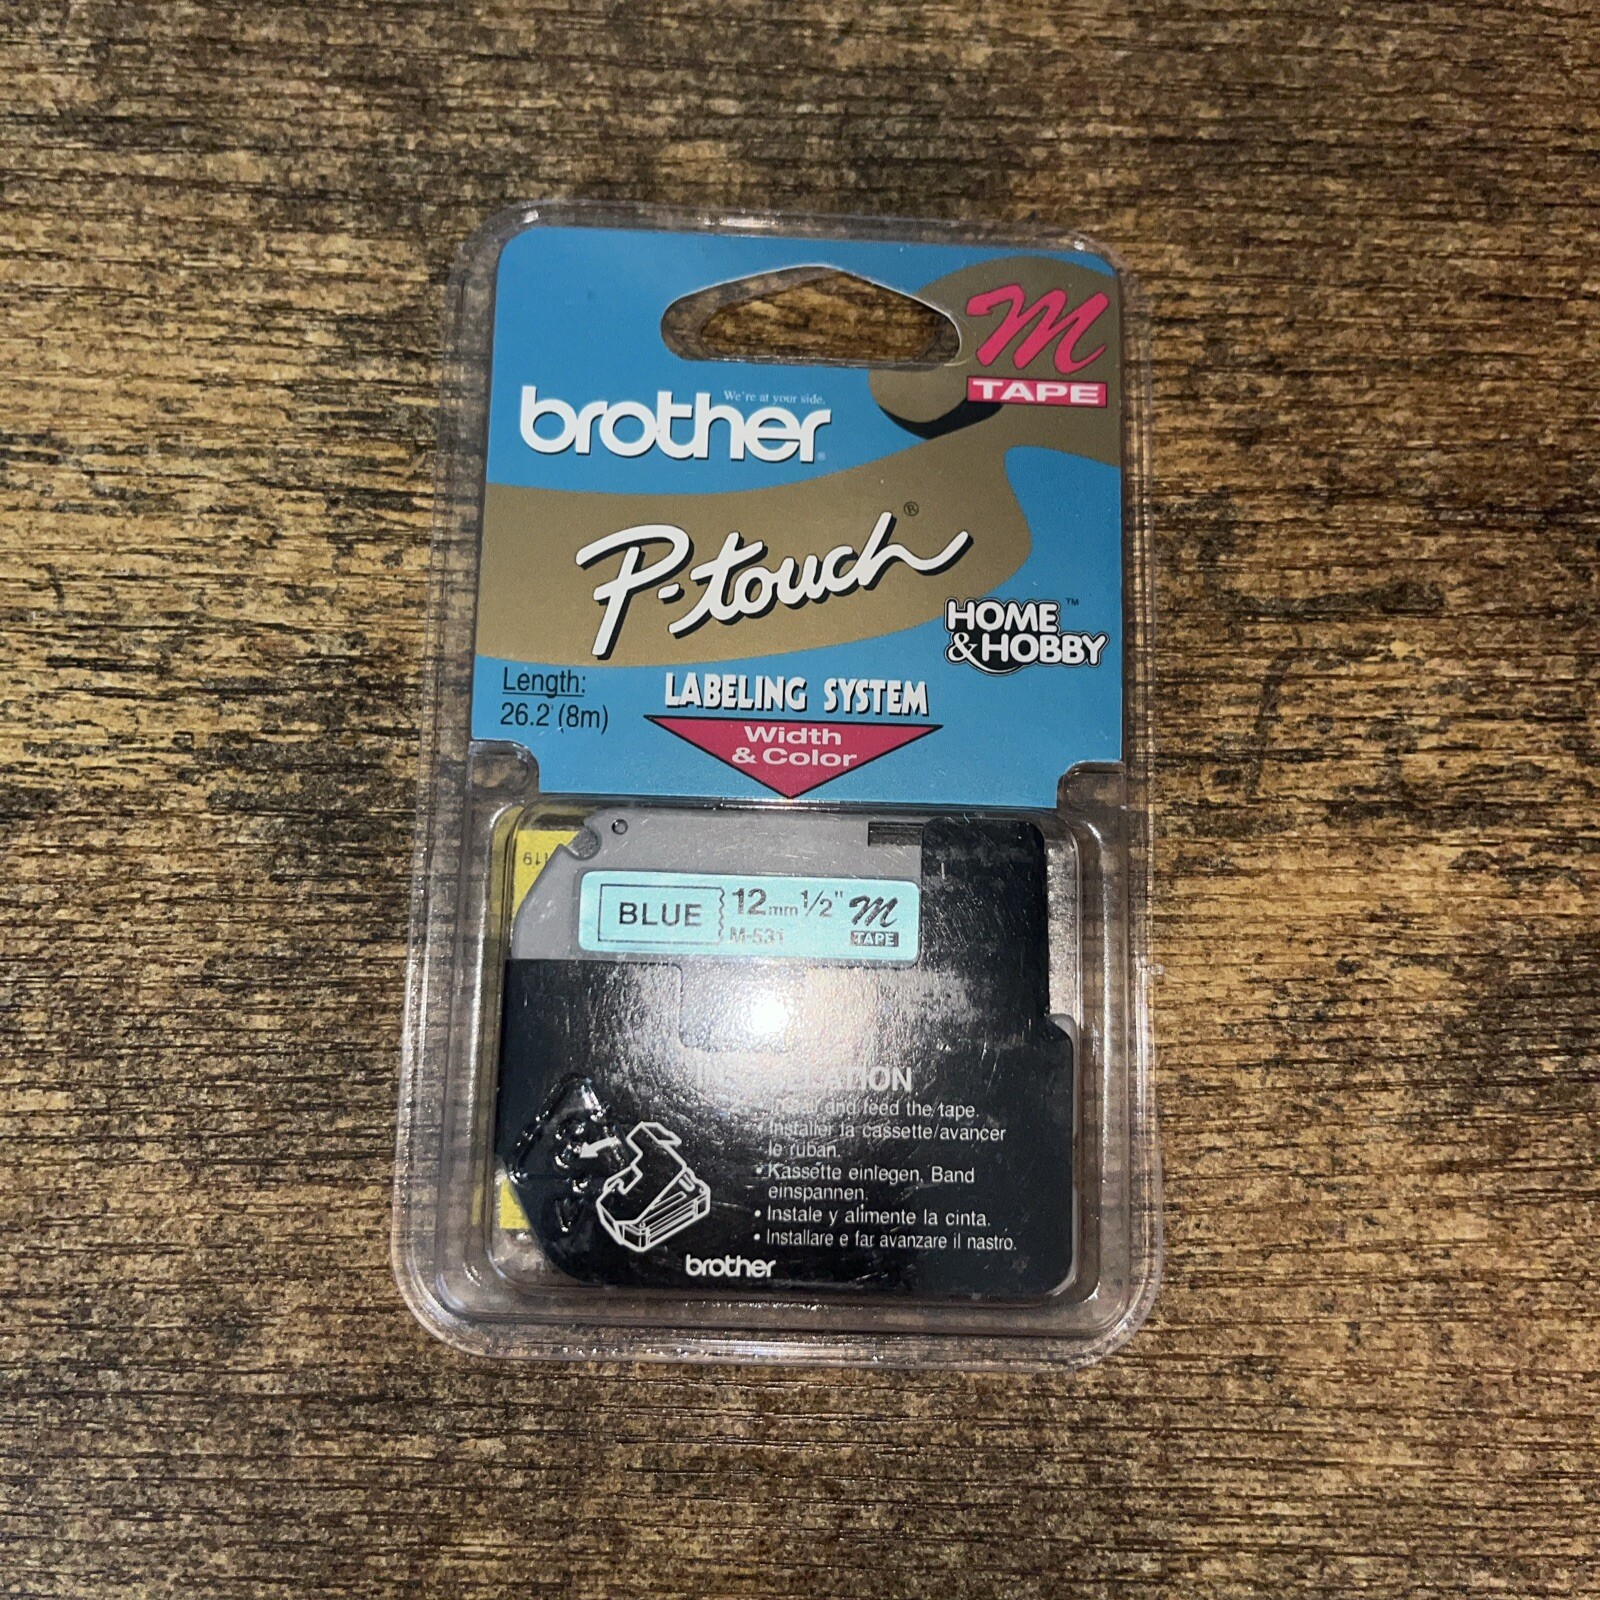 M
TAPE
We're at your side.
brother®
P-touch®
HOME™
&HOBBY
Length:
26.2' (8m)
LABELING SYSTEM
Width
& Color
BLUE
12mm 1/2" M
M-531 TAPE
INSTALLATION
and feed the tape.
• Installer la cassette/avancer
le ruban.
• Kassette einlegen, Band
einspannen.
• Instale y alimente la cinta.
• Installare e far avanzare il nastro.
brother